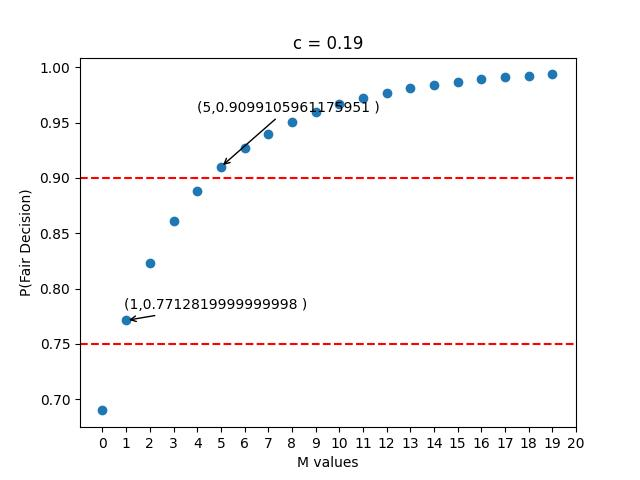 c = 0.19
1.00
0.95
0.90
0.85
0.80
0.75
0.70
P(Fair Decision)
(5,0.9099105961175951 )
(1,0.7712819999999998 )
0 1 2 3 4 5 6 7 8 9 10 11 12 13 14 15 16 17 18 19 20
M values